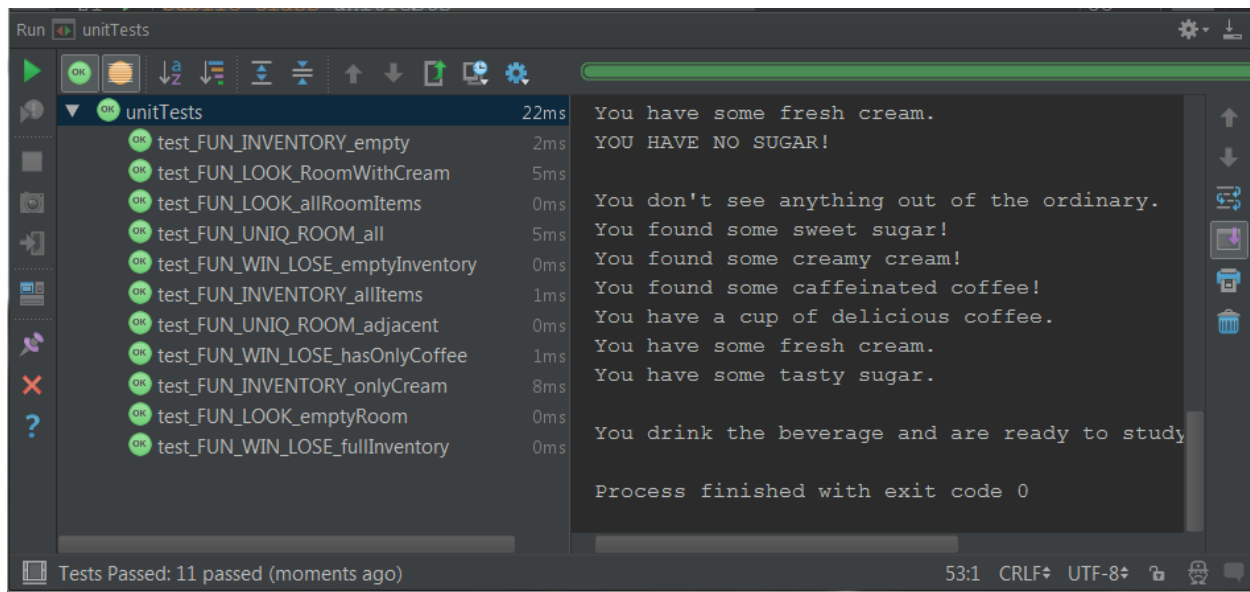 Run unitTests
unitTests 22ms
test_FUN_INVENTORY_empty 2ms
test_FUN_LOOK_RoomWithCream 5ms
test_FUN_LOOK_allRoomItems 0ms
test_FUN_UNIQ_ROOM_all 5ms
test_FUN_WIN_LOSE_emptyInventory 0ms
test_FUN_INVENTORY_allItems 1ms
test_FUN_UNIQ_ROOM_adjacent 0ms
test_FUN_WIN_LOSE_hasOnlyCoffee 1ms
test_FUN_INVENTORY_onlyCream 8ms
test_FUN_LOOK_emptyRoom 0ms
test_FUN_WIN_LOSE_fullInventory 0ms
You have some fresh cream.
YOU HAVE NO SUGAR!
You don't see anything out of the ordinary.
You found some sweet sugar!
You found some creamy cream!
You found some caffeinated coffee!
You have a cup of delicious coffee.
You have some fresh cream.
You have some tasty sugar.
You drink the beverage and are ready to study
Process finished with exit code 0
Tests Passed: 11 passed (moments ago) 53:1 CRLF UTF-8